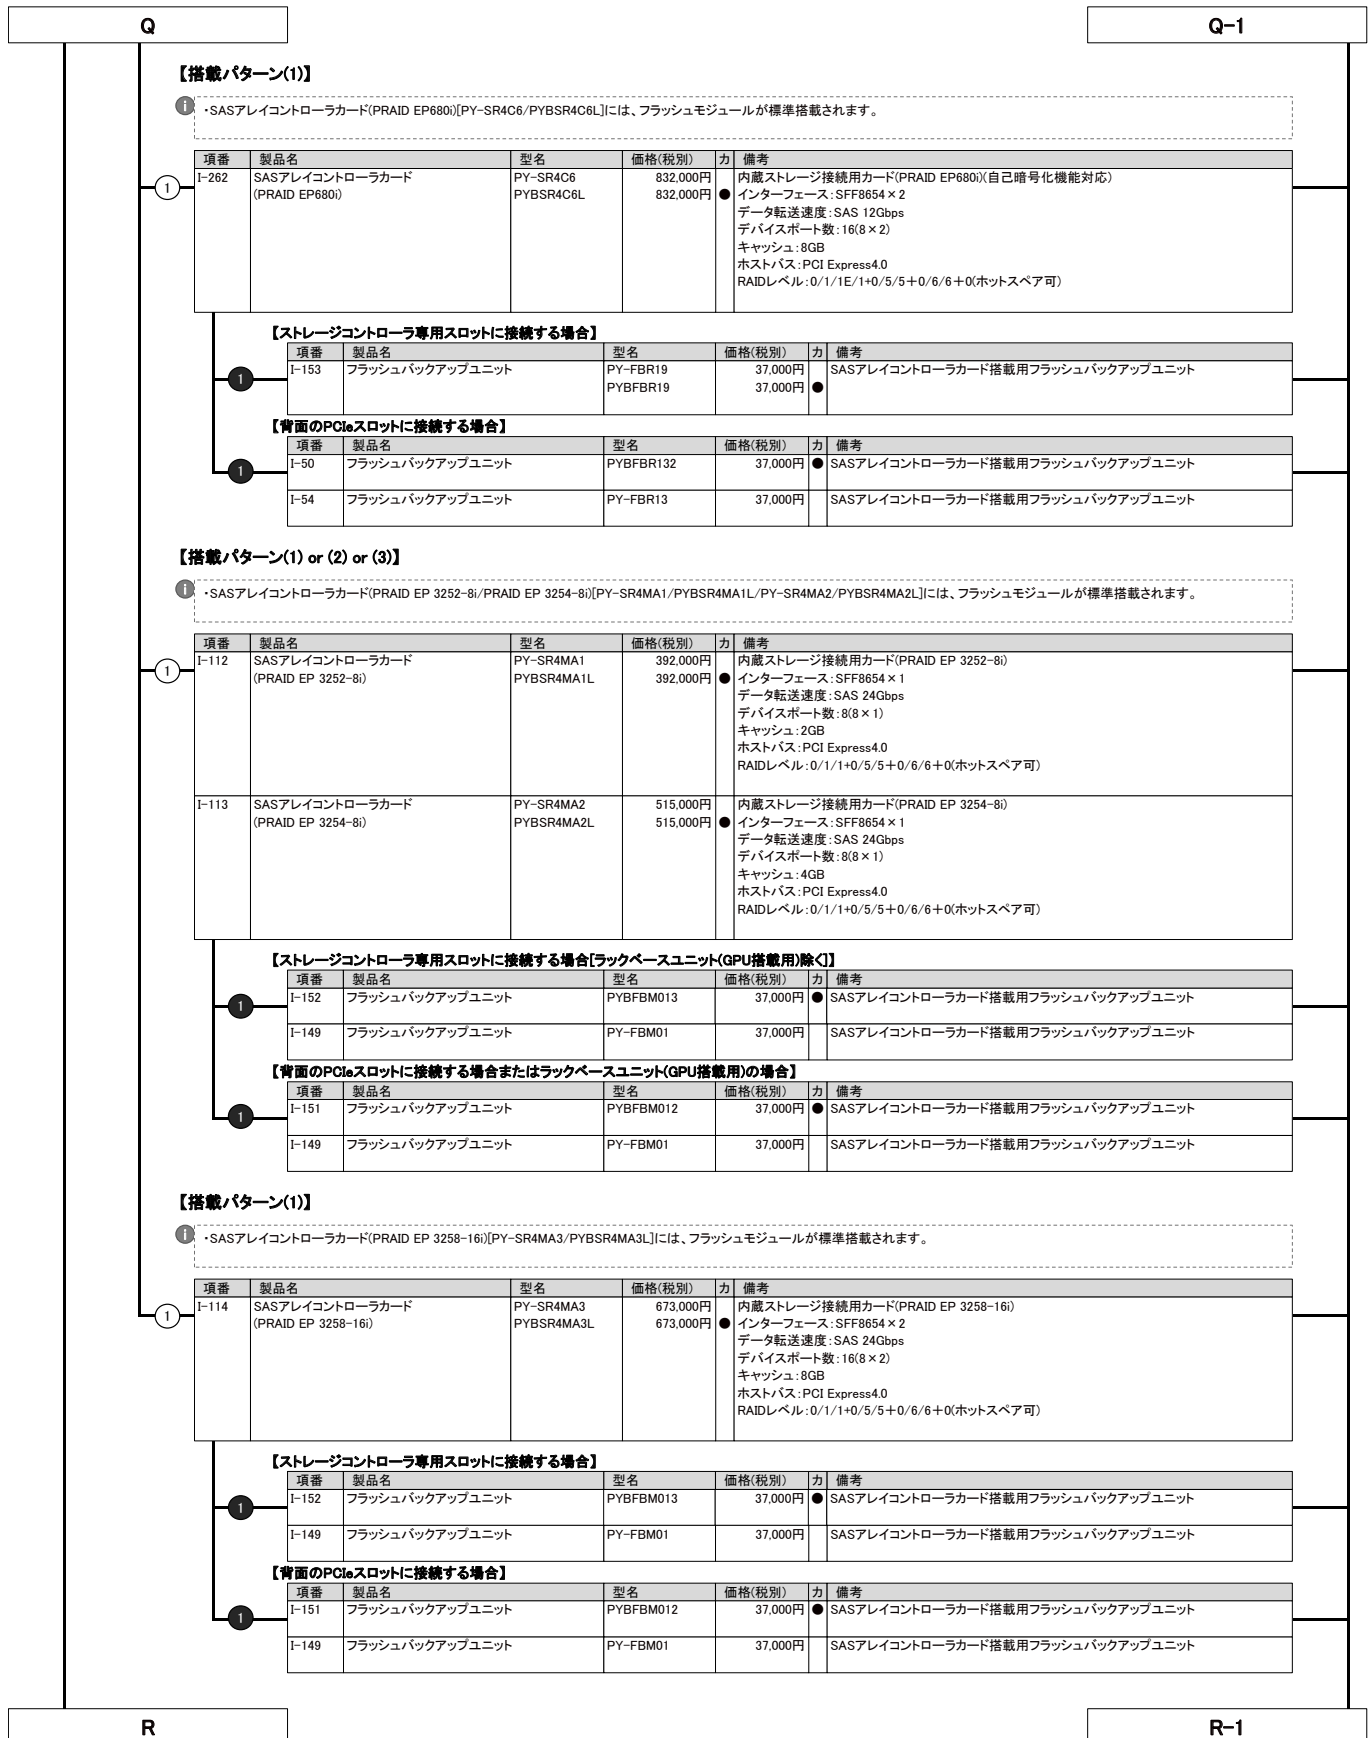 Q
Q-1
【搭載パターン(1)】
・SASアレイコントローラカード(PRAID EP680i)[PY-SR4C6/PYBSR4C6L]には、フラッシュモジュールが標準搭載されます。
項番 製品名 型名 価格(税別) カ 備考
1 I-262 SASアレイコントローラカード PY-SR4C6 832,000円 内蔵ストレージ接続用カード(PRAID EP680i)(自己暗号化機能対応)
(PRAID EP680i) PYBSR4C6L 832,000円 ● インターフェース:SFF8654×2
データ転送速度:SAS 12Gbps
デバイスポート数:16(8×2)
キャッシュ:8GB
ホストバス:PCI Express4.0
RAIDレベル:0/1/1E/1+0/5/5+0/6/6+0(ホットスペア可)
【ストレージコントローラ専用スロットに接続する場合】
項番 製品名 型名 価格(税別) カ 備考
1 I-153 フラッシュバックアップユニット PY-FBR19 37,000円 SASアレイコントローラカード搭載用フラッシュバックアップユニット
PYBFBR19 37,000円 ●
【背面のPCIeスロットに接続する場合】
項番 製品名 型名 価格(税別) カ 備考
1 I-50 フラッシュバックアップユニット PYBFBR132 37,000円 ● SASアレイコントローラカード搭載用フラッシュバックアップユニット
I-54 フラッシュバックアップユニット PY-FBR13 37,000円 SASアレイコントローラカード搭載用フラッシュバックアップユニット
【搭載パターン(1) or (2) or (3)】
・SASアレイコントローラカード(PRAID EP 3252-8i/PRAID EP 3254-8i)[PY-SR4MA1/PYBSR4MA1L/PY-SR4MA2/PYBSR4MA2L]には、フラッシュモジュールが標準搭載されます。
項番 製品名 型名 価格(税別) カ 備考
1 I-112 SASアレイコントローラカード PY-SR4MA1 392,000円 内蔵ストレージ接続用カード(PRAID EP 3252-8i)
(PRAID EP 3252-8i) PYBSR4MA1L 392,000円 ● インターフェース:SFF8654×1
データ転送速度:SAS 24Gbps
デバイスポート数:8(8×1)
キャッシュ:2GB
ホストバス:PCI Express4.0
RAIDレベル:0/1/1+0/5/5+0/6/6+0(ホットスペア可)
I-113 SASアレイコントローラカード PY-SR4MA2 515,000円 内蔵ストレージ接続用カード(PRAID EP 3254-8i)
(PRAID EP 3254-8i) PYBSR4MA2L 515,000円 ● インターフェース:SFF8654×1
データ転送速度:SAS 24Gbps
デバイスポート数:8(8×1)
キャッシュ:4GB
ホストバス:PCI Express4.0
RAIDレベル:0/1/1+0/5/5+0/6/6+0(ホットスペア可)
【ストレージコントローラ専用スロットに接続する場合[ラックベースユニット(GPU搭載用)除く]】
項番 製品名 型名 価格(税別) カ 備考
1 I-152 フラッシュバックアップユニット PYBFBM013 37,000円 ● SASアレイコントローラカード搭載用フラッシュバックアップユニット
I-149 フラッシュバックアップユニット PY-FBM01 37,000円 SASアレイコントローラカード搭載用フラッシュバックアップユニット
【背面のPCIeスロットに接続する場合またはラックベースユニット(GPU搭載用)の場合】
項番 製品名 型名 価格(税別) カ 備考
1 I-151 フラッシュバックアップユニット PYBFBM012 37,000円 ● SASアレイコントローラカード搭載用フラッシュバックアップユニット
I-149 フラッシュバックアップユニット PY-FBM01 37,000円 SASアレイコントローラカード搭載用フラッシュバックアップユニット
【搭載パターン(1)】
・SASアレイコントローラカード(PRAID EP 3258-16i)[PY-SR4MA3/PYBSR4MA3L]には、フラッシュモジュールが標準搭載されます。
項番 製品名 型名 価格(税別) カ 備考
1 I-114 SASアレイコントローラカード PY-SR4MA3 673,000円 内蔵ストレージ接続用カード(PRAID EP 3258-16i)
(PRAID EP 3258-16i) PYBSR4MA3L 673,000円 ● インターフェース:SFF8654×2
データ転送速度:SAS 24Gbps
デバイスポート数:16(8×2)
キャッシュ:8GB
ホストバス:PCI Express4.0
RAIDレベル:0/1/1+0/5/5+0/6/6+0(ホットスペア可)
【ストレージコントローラ専用スロットに接続する場合】
項番 製品名 型名 価格(税別) カ 備考
1 I-152 フラッシュバックアップユニット PYBFBM013 37,000円 ● SASアレイコントローラカード搭載用フラッシュバックアップユニット
I-149 フラッシュバックアップユニット PY-FBM01 37,000円 SASアレイコントローラカード搭載用フラッシュバックアップユニット
【背面のPCIeスロットに接続する場合】
項番 製品名 型名 価格(税別) カ 備考
1 I-151 フラッシュバックアップユニット PYBFBM012 37,000円 ● SASアレイコントローラカード搭載用フラッシュバックアップユニット
I-149 フラッシュバックアップユニット PY-FBM01 37,000円 SASアレイコントローラカード搭載用フラッシュバックアップユニット
R
R-1